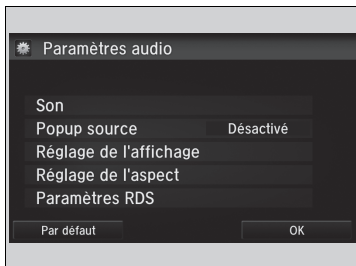 Paramètres audio
Son
Popup source Désactivé
Réglage de l'affichage
Réglage de l'aspect
Paramètres RDS
Par défaut OK